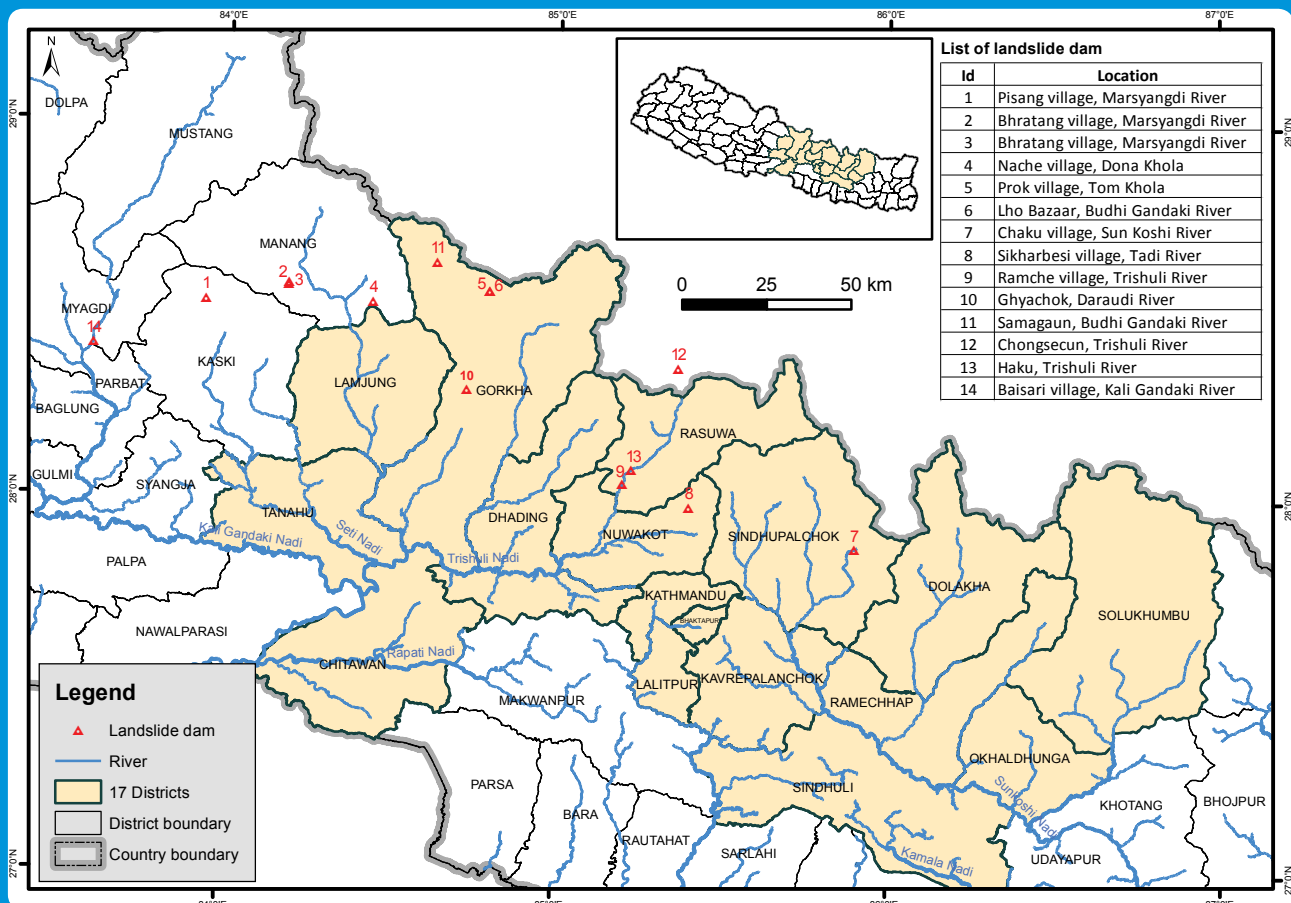 84°0'E 85°0'E 86°0'E 87°0'E
N
29°0'N
28°0'N
27°0'N
29°0'N
28°0'N
27°0'N
List of landslide dam
Id Location
1 Pisang village, Marsyangdi River
2 Bhratang village, Marsyangdi River
3 Bhratang village, Marsyangdi River
4 Nache village, Dona Khola
5 Prok village, Tom Khola
6 Lho Bazaar, Budhi Gandaki River
7 Chaku village, Sun Koshi River
8 Sikharbesi village, Tadi River
9 Ramche village, Trishuli River
10 Ghyachok, Daraudi River
11 Samagaun, Budhi Gandaki River
12 Chongsecun, Trishuli River
13 Haku, Trishuli River
14 Baisari village, Kali Gandaki River
0 25 50 km
DOLPA
MUSTANG
MANANG
11
2 3
1
4
5 6
MYAGDI
14
KASKI
12
PARBAT
LAMJUNG
10
GORKHA
BAGLUNG
RASUWA
GULMI
SYANGJA
13
9
8
TANAHU
DHADING
Kali Gandaki Nadi
Seti Nadi
NUWAKOT
SINDHUPALCHOK
7
PALPA
Trishuli Nadi
DOLAKHA
KATHMANDU
SOLUKHUMBU
BHAKTAPUR
NAWALPARASI
Rapati Nadi
CHITAWAN
LALITPUR
KAVREPALANCHOK
MAKWANPUR
RAMECHHAP
OKHALDHUNGA
PARSA
SINDHULI
Sunkoshi Nadi
BARA
KHOTANG
BHOJPUR
RAUTAHAT
SARLAHI
Kamala Nadi
UDAYAPUR
Legend
Landslide dam
River
17 Districts
District boundary
Country boundary